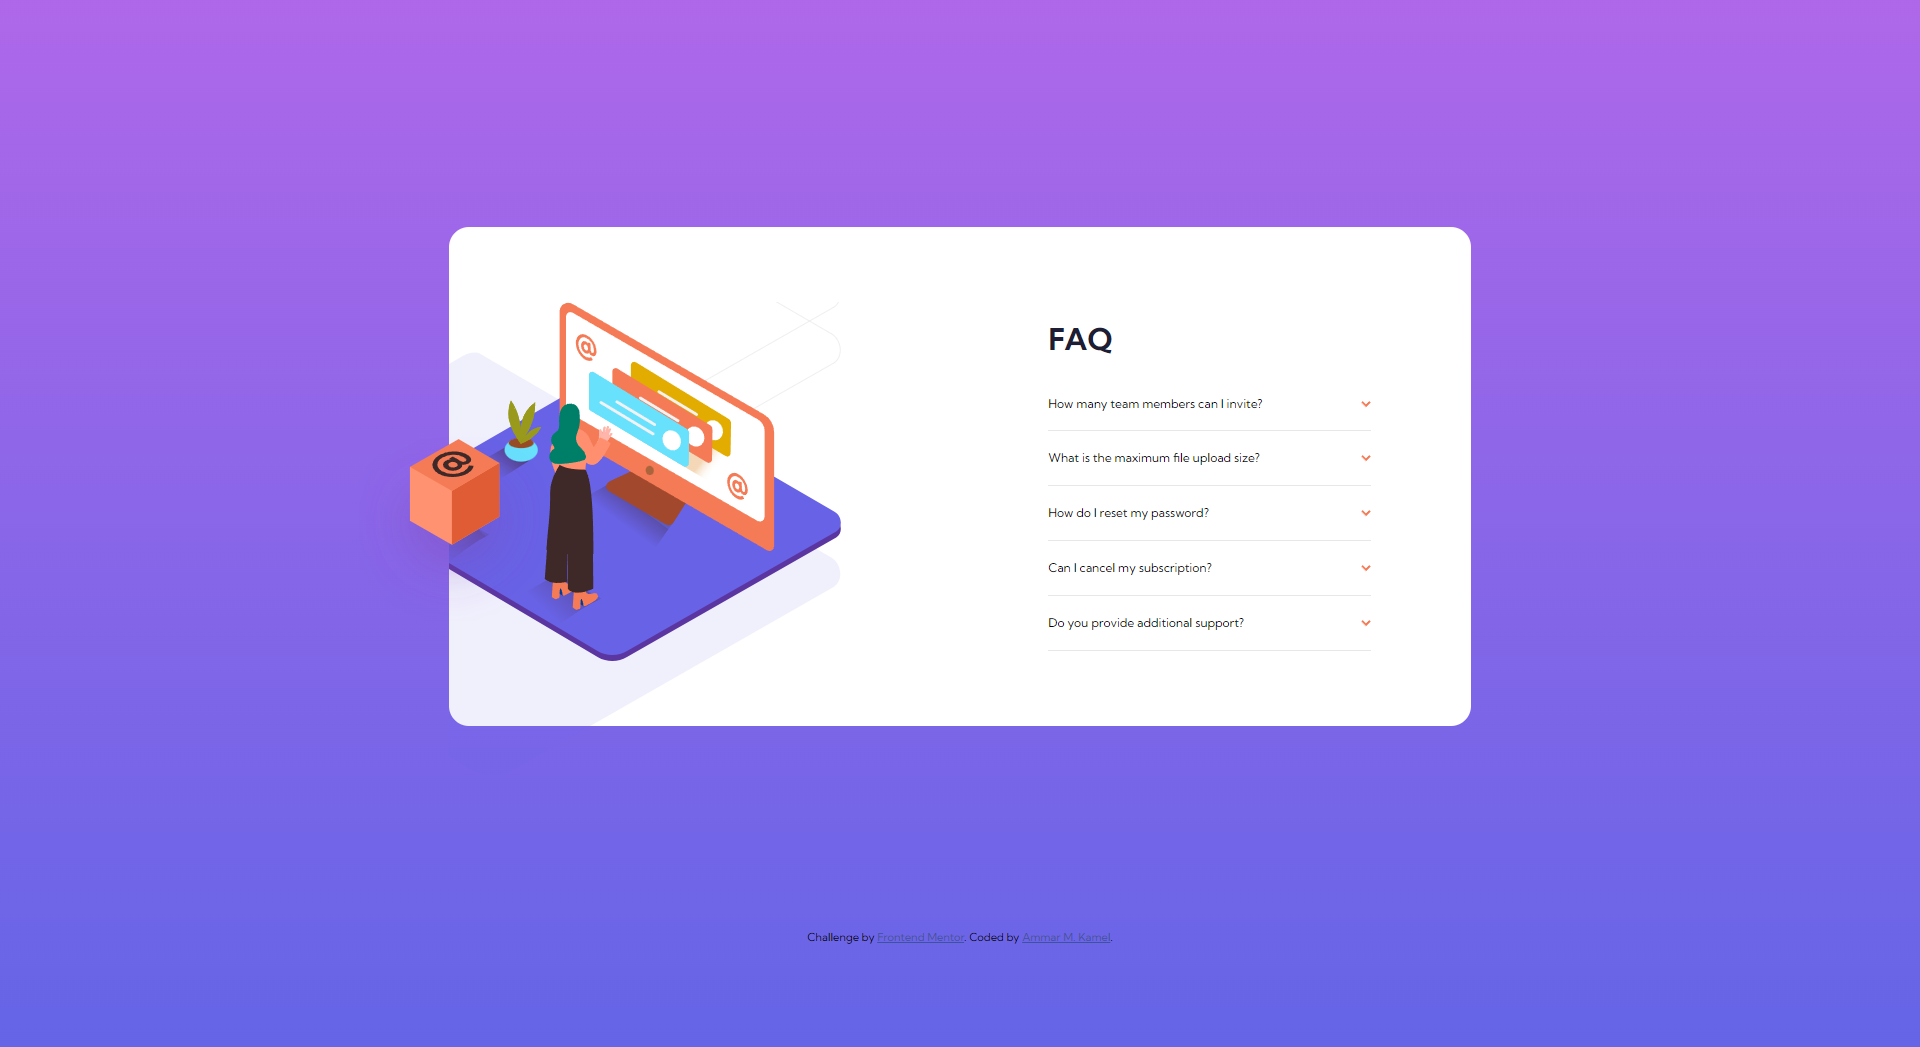 FAQ
How many team members can I invite?
What is the maximum file upload size?
How do I reset my password?
Can I cancel my subscription?
Do you provide additional support?
Challenge by Frontend Mentor. Coded by Ammar M. Kamel.